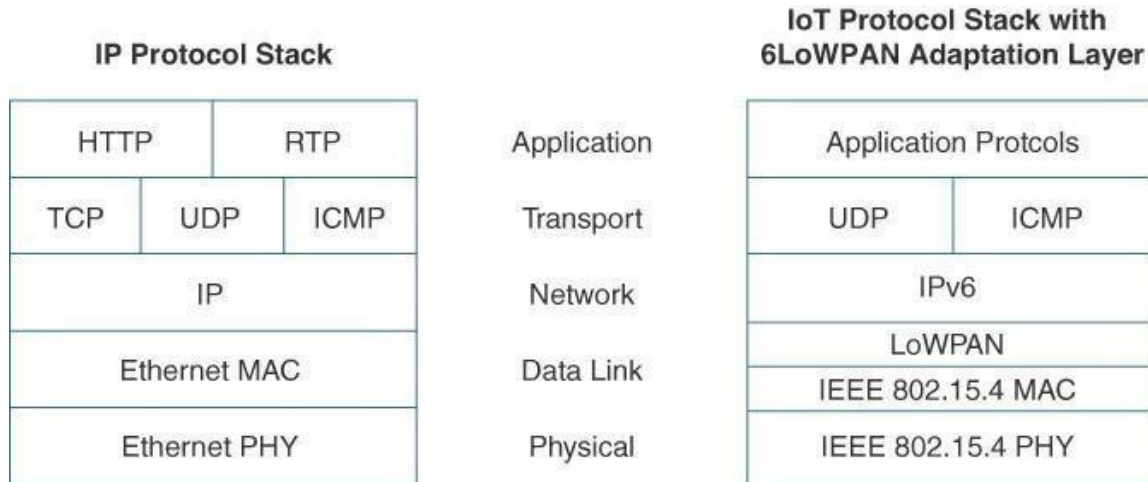 IP Protocol Stack
IoT Protocol Stack with
6LoWPAN Adaptation Layer
HTTP RTP Application Application Protcols
TCP UDP ICMP Transport UDP ICMP
IP Network IPv6
Ethernet MAC Data Link LoWPAN
IEEE 802.15.4 MAC
Ethernet PHY Physical IEEE 802.15.4 PHY